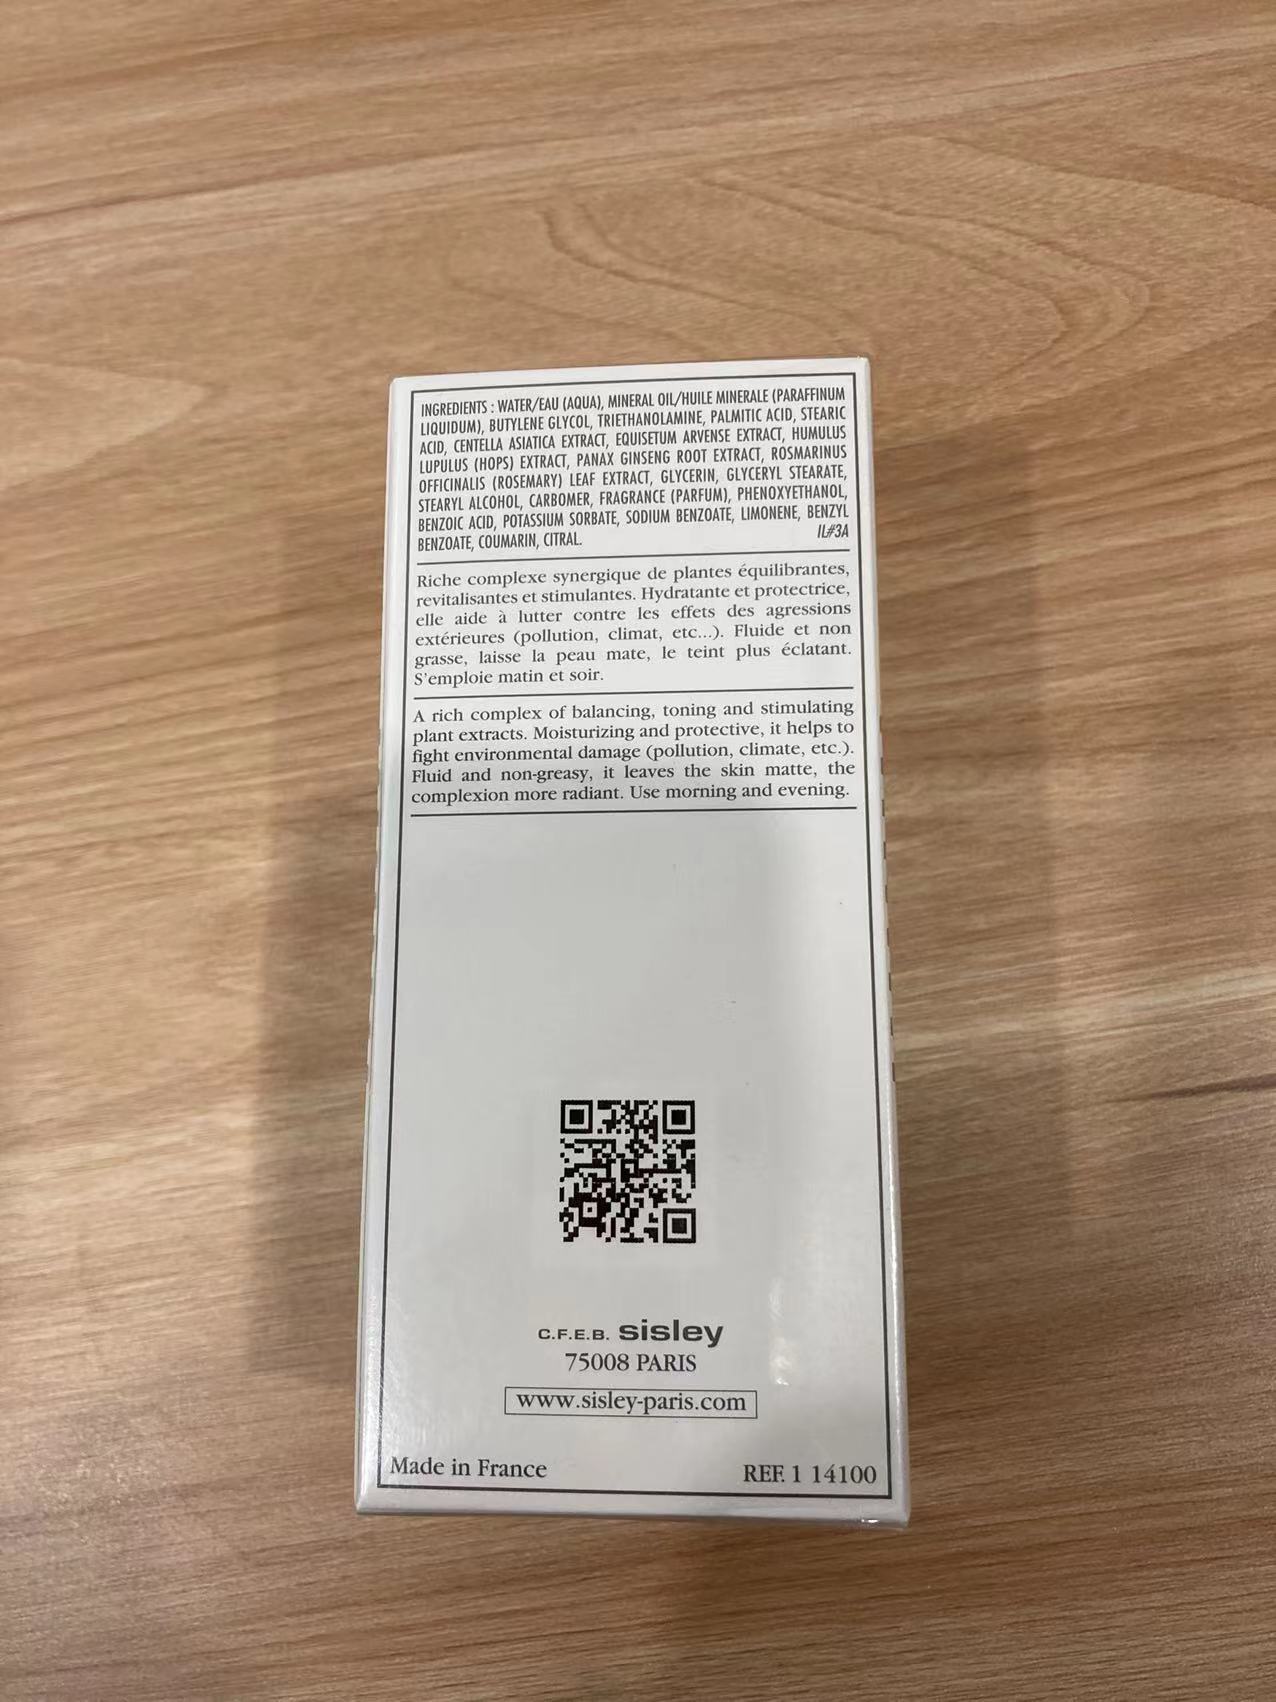 INGREDIENTS : WATER/EAU (AQUA), MINERAL OIL/HUILE MINERALE (PARAFFINUM
LIQUIDUM), BUTYLENE GLYCOL, TRIETHANOLAMINE, PALMITIC ACID, STEARIC
ACID, CENTELLA ASIATICA EXTRACT, EQUISETUM ARVENSE EXTRACT, HUMULUS
LUPULUS (HOPS) EXTRACT, PANAX GINSENG ROOT EXTRACT, ROSMARINUS
OFFICINALIS (ROSEMARY) LEAF EXTRACT, GLYCERIN, GLYCERYL STEARATE,
STEARYL ALCOHOL, CARBOMER, FRAGRANCE (PARFUM), PHENOXYETHANOL,
BENZOIC ACID, POTASSIUM SORBATE, SODIUM BENZOATE, LIMONENE, BENZYL
BENZOATE, COUMARIN, CITRAL. IL#3A
Riche complexe synergique de plantes équilibrantes,
revitalisantes et stimulantes. Hydratante et protectrice,
elle aide à lutter contre les effets des agressions
extérieures (pollution, climat, etc...). Fluide et non
grasse, laisse la peau mate, le teint plus éclatant.
S'emploie matin et soir.
A rich complex of balancing, toning and stimulating
plant extracts. Moisturizing and protective, it helps to
fight environmental damage (pollution, climate, etc.).
Fluid and non-greasy, it leaves the skin matte, the
complexion more radiant. Use morning and evening.
C.F.E.B. sisley
75008 PARIS
www.sisley-paris.com
Made in France REF. 1 14100